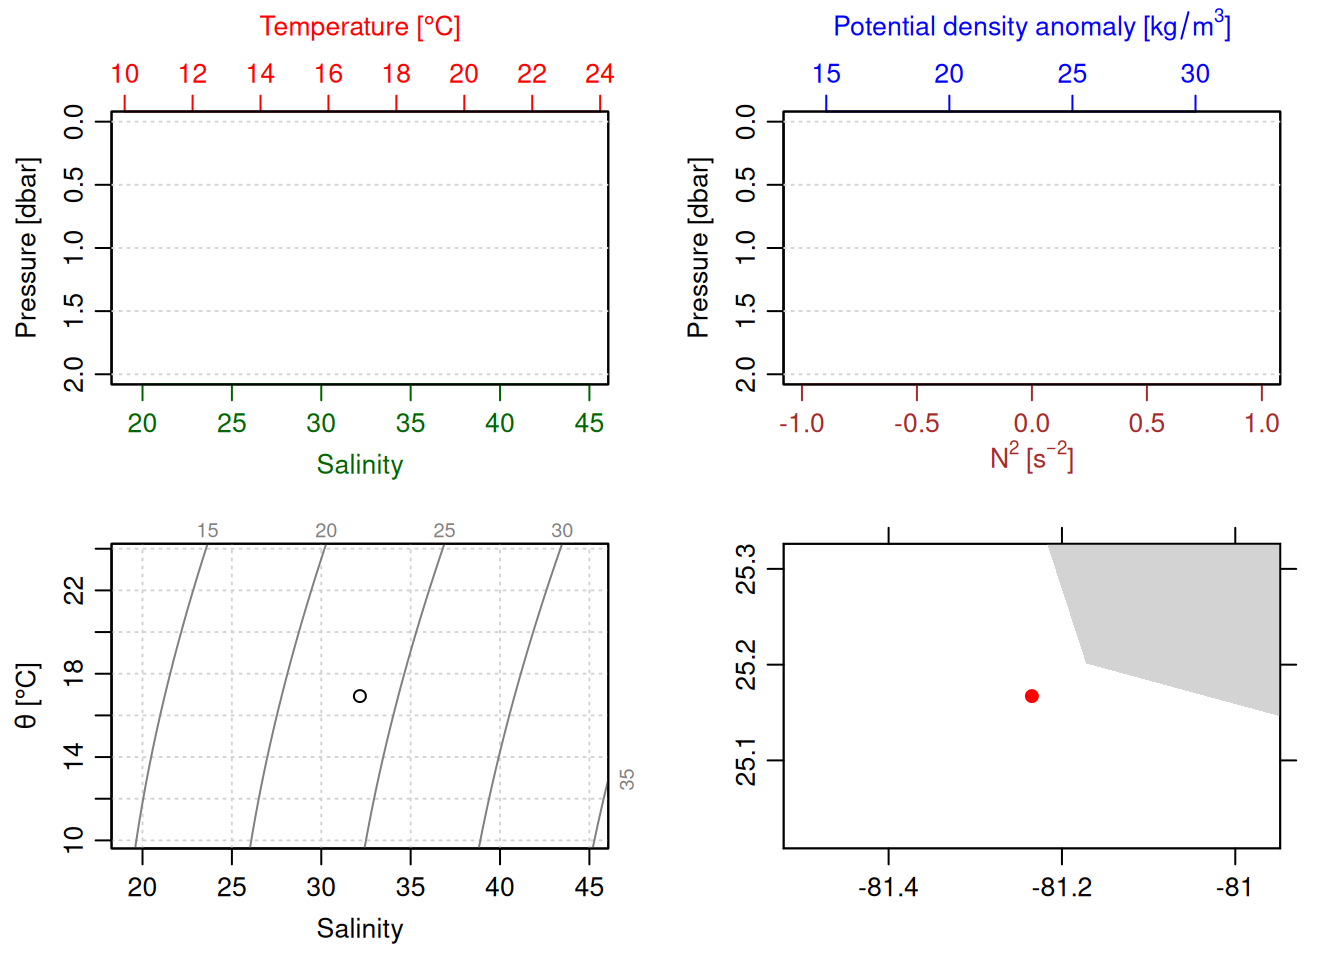 Temperature [°C]
10 12 14 16 18 20 22 24
Pressure [dbar]
0.0
0.5
1.0
1.5
2.0
20 25 30 35 40 45
Salinity
Potential density anomaly [kg/m³]
15 20 25 30
Pressure [dbar]
0.0
0.5
1.0
1.5
2.0
-1.0 -0.5 0.0 0.5 1.0
N² [s⁻²]
15 20 25 30
θ [°C]
22
18
14
10
35
20 25 30 35 40 45
Salinity
25.3
25.2
25.1
-81.4 -81.2 -81